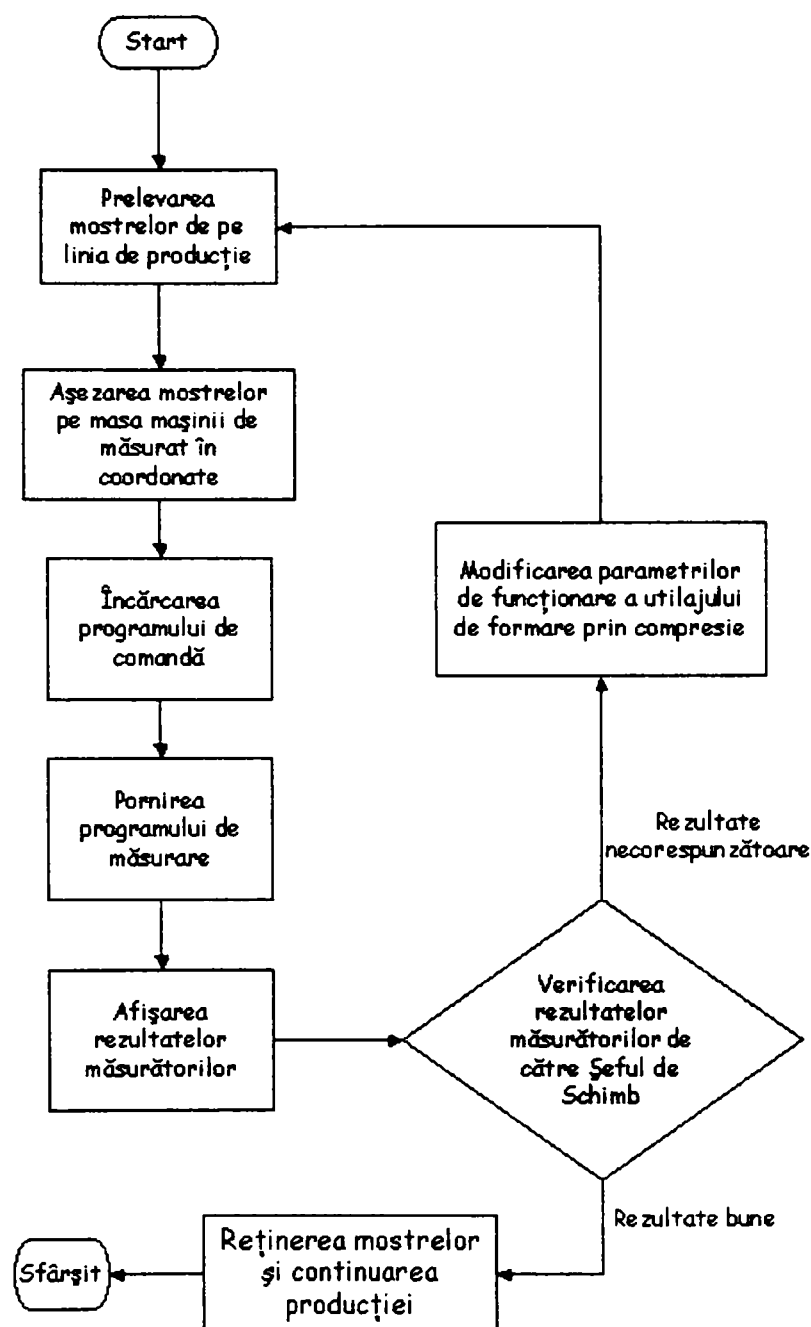 Start
Prelevarea
mostrelor de pe
linia de producție
Așezarea mostrelor
pe masa mașinii de
măsurat în
coordonate
Încărcarea
programului de
comandă
Pornirea
programului de
măsurare
Afișarea
rezultatelor
măsurătorilor
Verificarea
rezultatelor
măsurătorilor de
către Șeful de
Schimb
Rezultate
necorespunzătoare
Modificarea parametrilor
de funcționare a utilajului
de formare prin compresie
Rezultate bune
Reținerea mostrelor
și continuarea
producției
Sfârșit